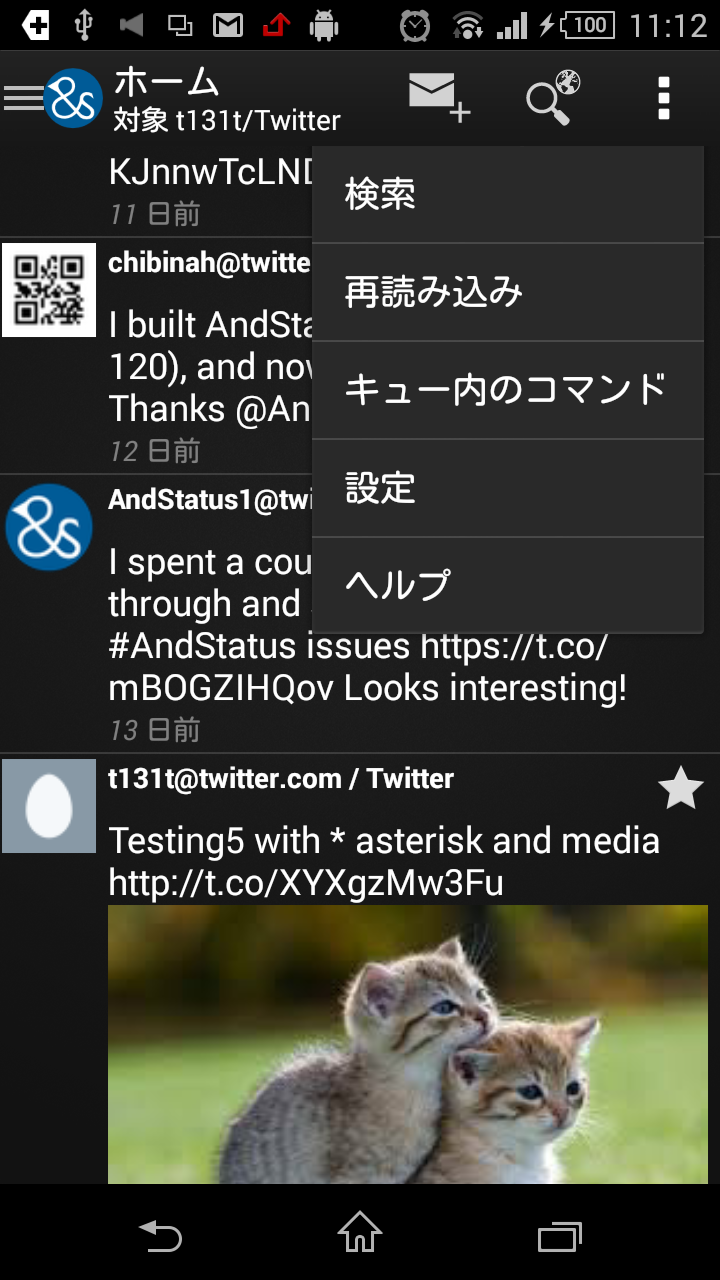 100
11:12
ホーム
対象 t131t/Twitter
KJnnwTcLN
11 日前
検索
再読み込み
キュー内のコマンド
設定
ヘルプ
chibinah@twitte
I built AndSta
120), and now
Thanks @An
12 日前
AndStatus1@twi
I spent a cou
through and
#AndStatus issues https://t.co/
mBOGZIHQov Looks interesting!
13 日前
t131t@twitter.com / Twitter
Testing5 with * asterisk and media
http://t.co/XYXgzMw3Fu